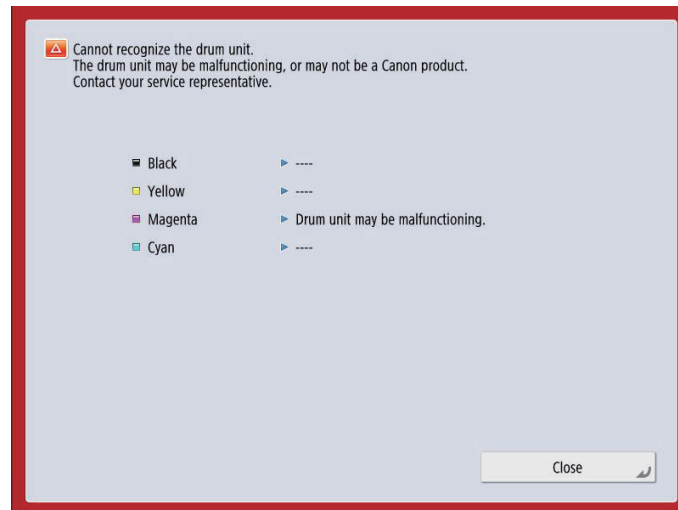 Cannot recognize the drum unit.
The drum unit may be malfunctioning, or may not be a Canon product.
Contact your service representative.
Black ----
Yellow ----
Magenta Drum unit may be malfunctioning.
Cyan ----
Close